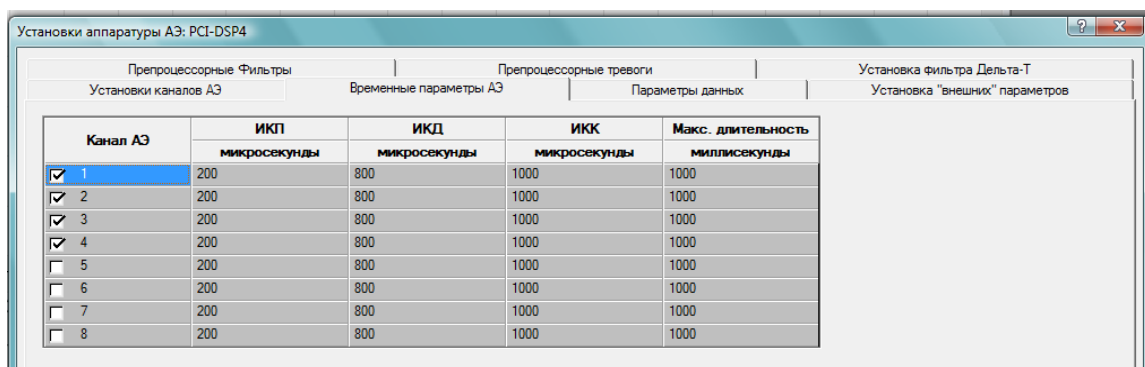 Установки аппаратуры АЭ: PCI-DSP4
Препроцессорные Фильтры Препроцессорные тревоги Установка фильтра Дельта-Т
Установки каналов АЭ Временные параметры АЭ Параметры данных Установка "внешних" параметров
Канал АЭ ИКП ИКД ИКК Макс. длительность
микросекунды микросекунды микросекунды миллисекунды
1 200 800 1000 1000
2 200 800 1000 1000
3 200 800 1000 1000
4 200 800 1000 1000
5 200 800 1000 1000
6 200 800 1000 1000
7 200 800 1000 1000
8 200 800 1000 1000